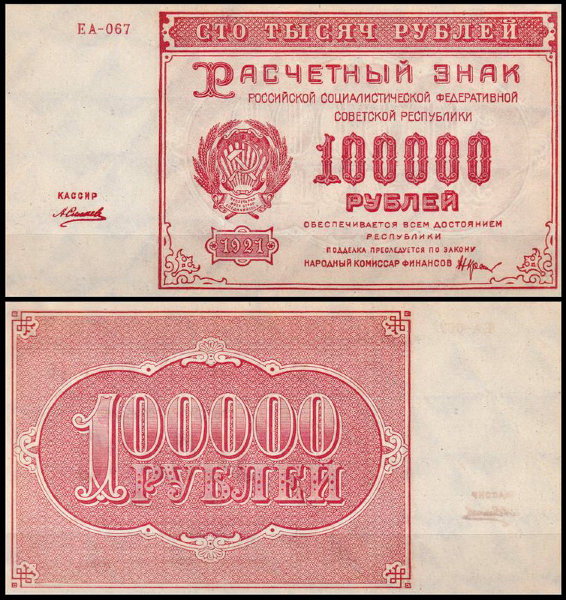 ЕА-067
СТО ТЫСЯЧ РУБЛЕЙ
РАСЧЕТНЫЙ ЗНАК
РОССИЙСКОЙ СОЦИАЛИСТИЧЕСКОЙ ФЕДЕРАТИВНОЙ
СОВЕТСКОЙ РЕСПУБЛИКИ
100000
РУБЛЕЙ
КАССИР
1921
ОБЕСПЕЧИВАЕТСЯ ВСЕМ ДОСТОЯНИЕМ
РЕСПУБЛИКИ
ПОДДЕЛКА ПРЕСЛЕДУЕТСЯ ПО ЗАКОНУ
НАРОДНЫЙ КОМИССАР ФИНАНСОВ
100000
РУБЛЕЙ